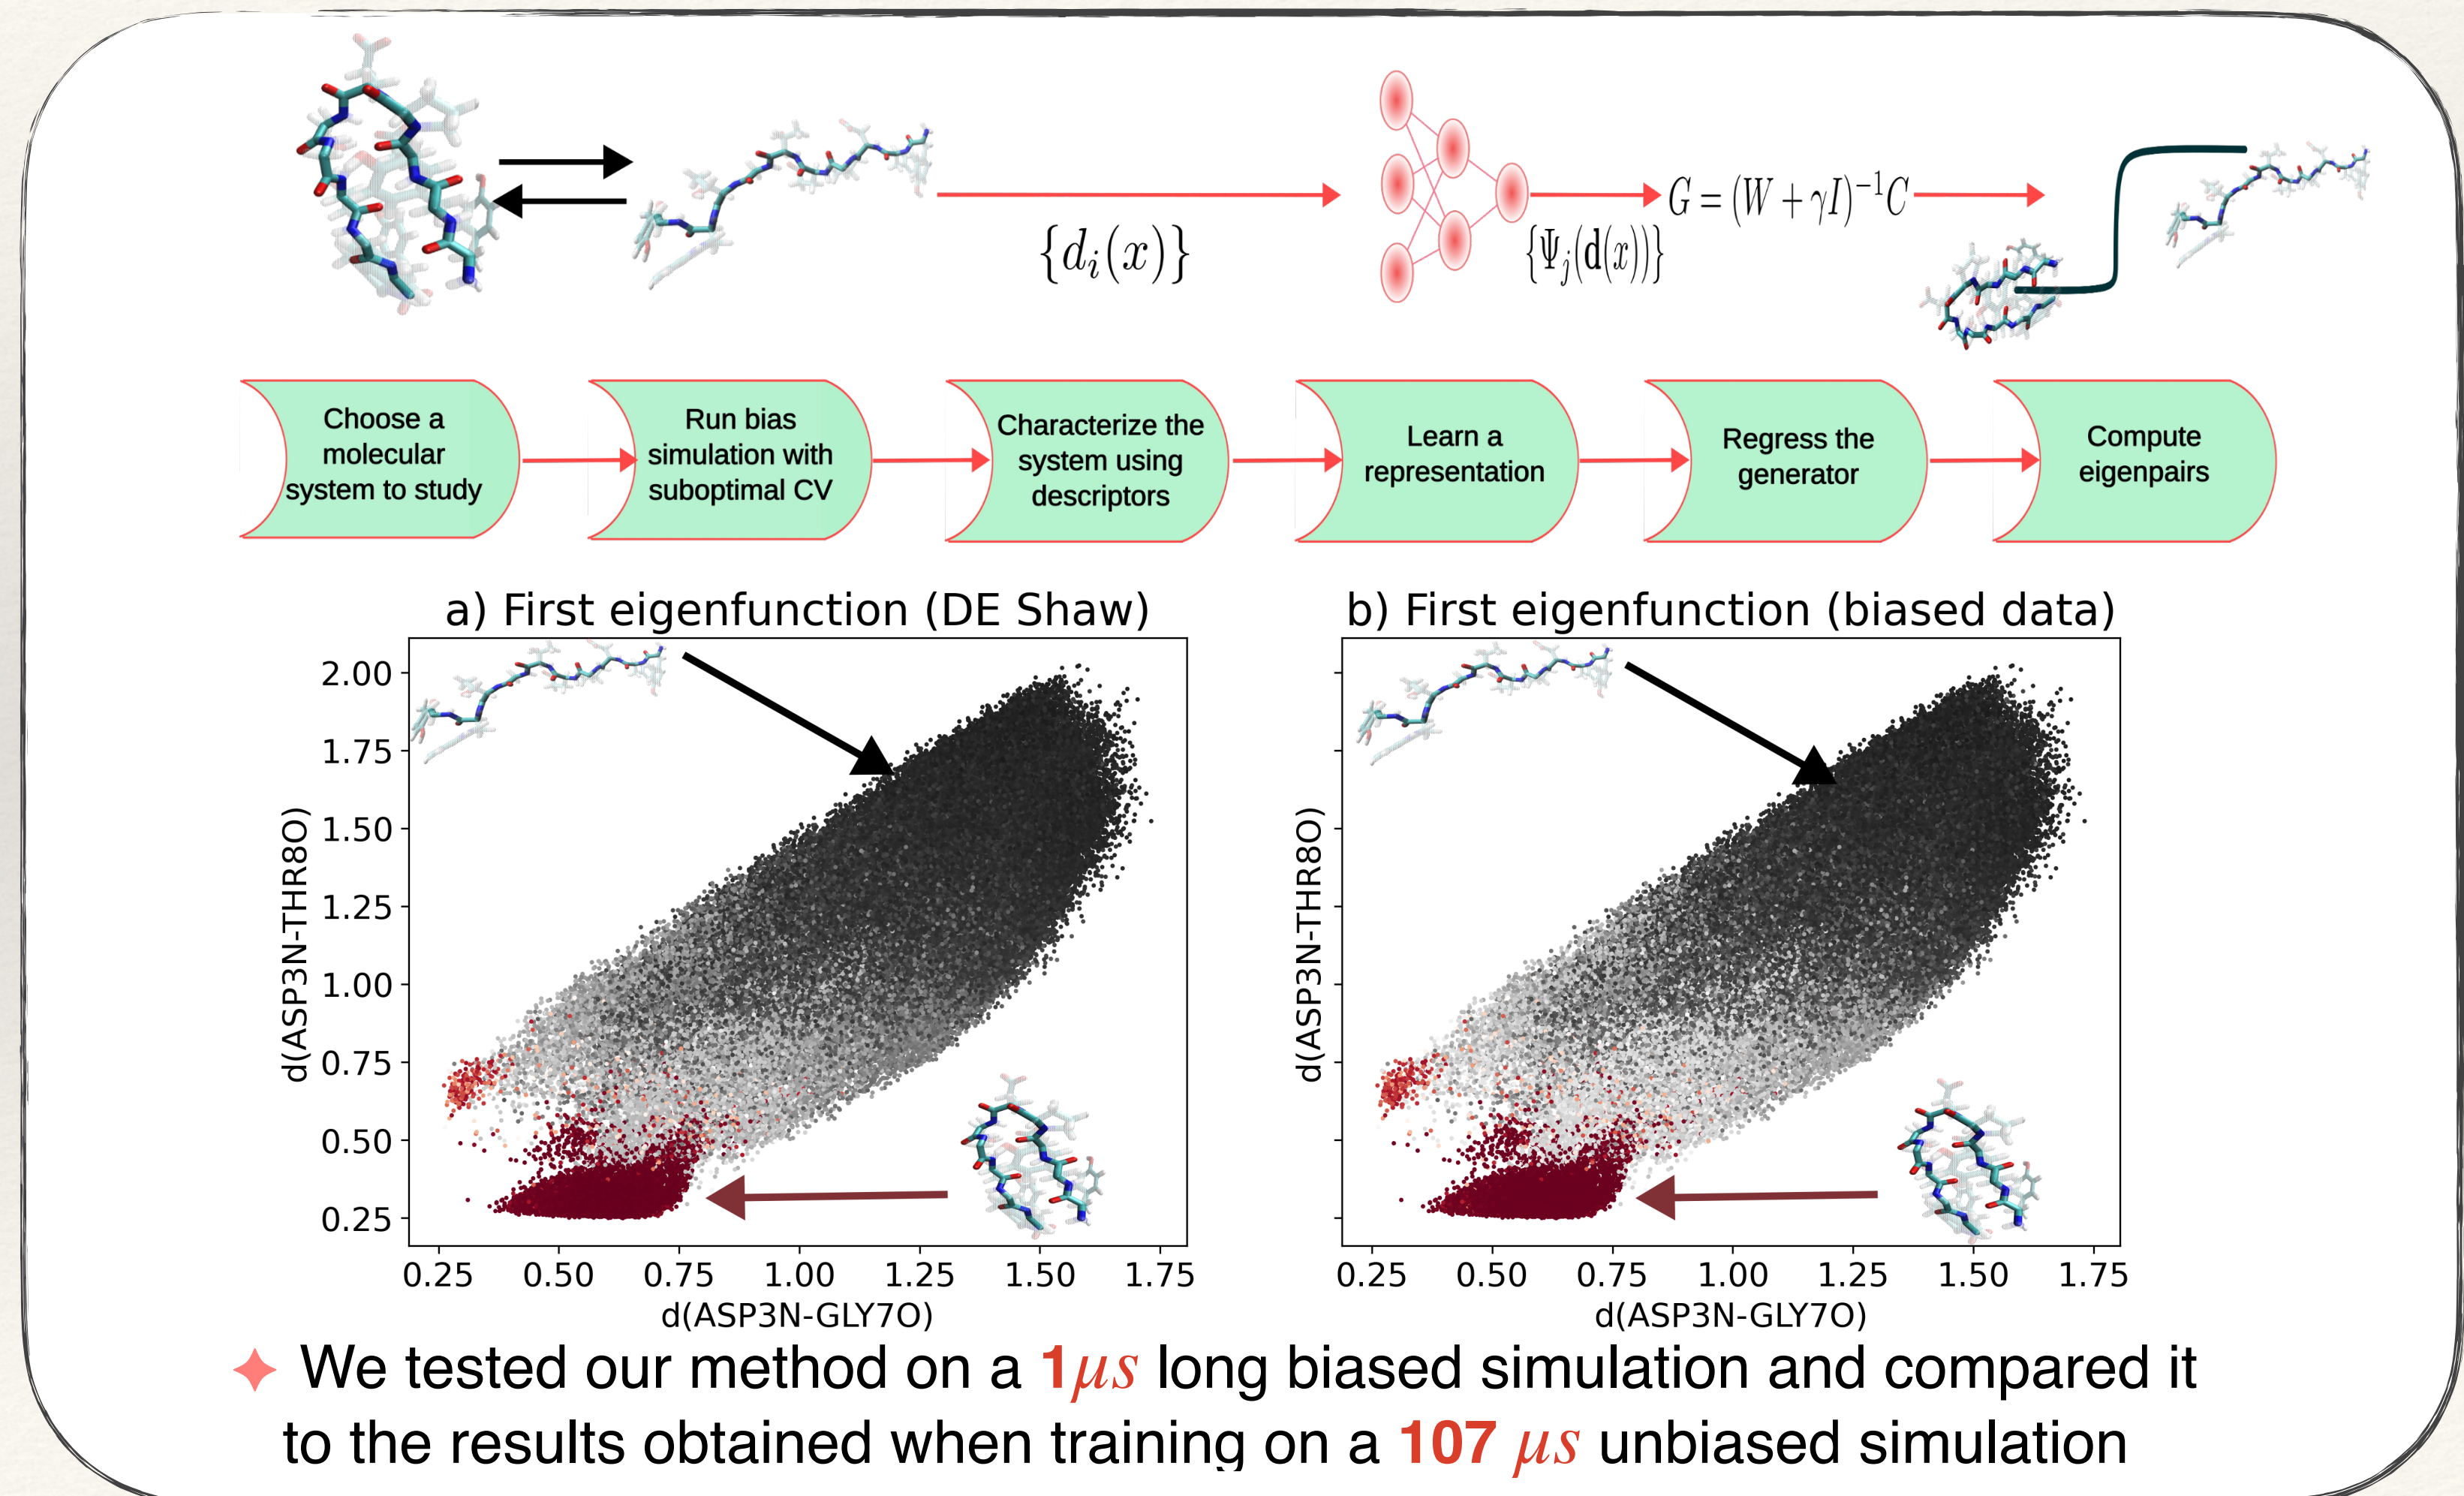 {d_i(x)}
{Ψ_j(d(x))}
G = (W + γI)⁻¹C
Choose a
molecular
system to study
Run bias
simulation with
suboptimal CV
Characterize the
system using
descriptors
Learn a
representation
Regress the
generator
Compute
eigenpairs
a) First eigenfunction (DE Shaw)
d(ASP3N-THR8O)
2.00
1.75
1.50
1.25
1.00
0.75
0.50
0.25
0.25 0.50 0.75 1.00 1.25 1.50 1.75
d(ASP3N-GLY7O)
b) First eigenfunction (biased data)
d(ASP3N-THR8O)
0.25 0.50 0.75 1.00 1.25 1.50 1.75
d(ASP3N-GLY7O)
We tested our method on a 1μs long biased simulation and compared it
to the results obtained when training on a 107 μs unbiased simulation